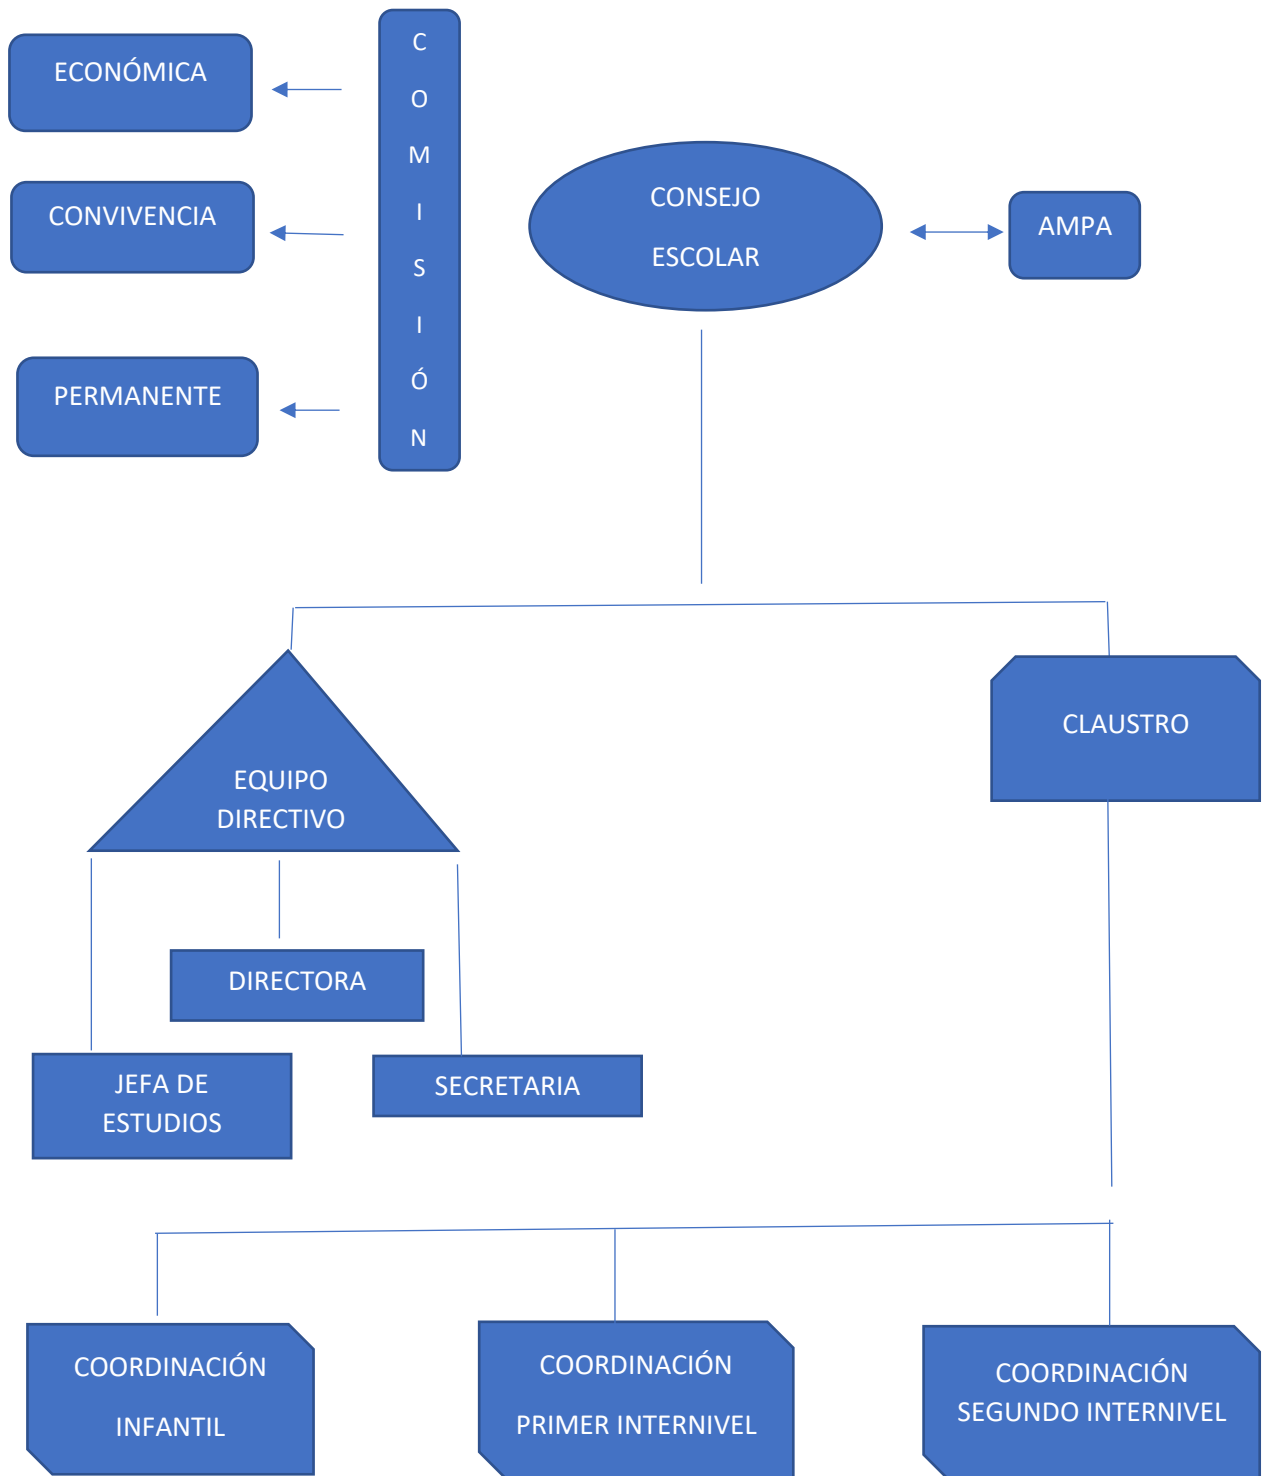 ECONÓMICA
CONVIVENCIA
PERMANENTE
C
O
M
I
S
I
Ó
N
CONSEJO
ESCOLAR
AMPA
EQUIPO
DIRECTIVO
CLAUSTRO
DIRECTORA
JEFA DE
ESTUDIOS
SECRETARIA
COORDINACIÓN
INFANTIL
COORDINACIÓN
PRIMER INTERNIVEL
COORDINACIÓN
SEGUNDO INTERNIVEL